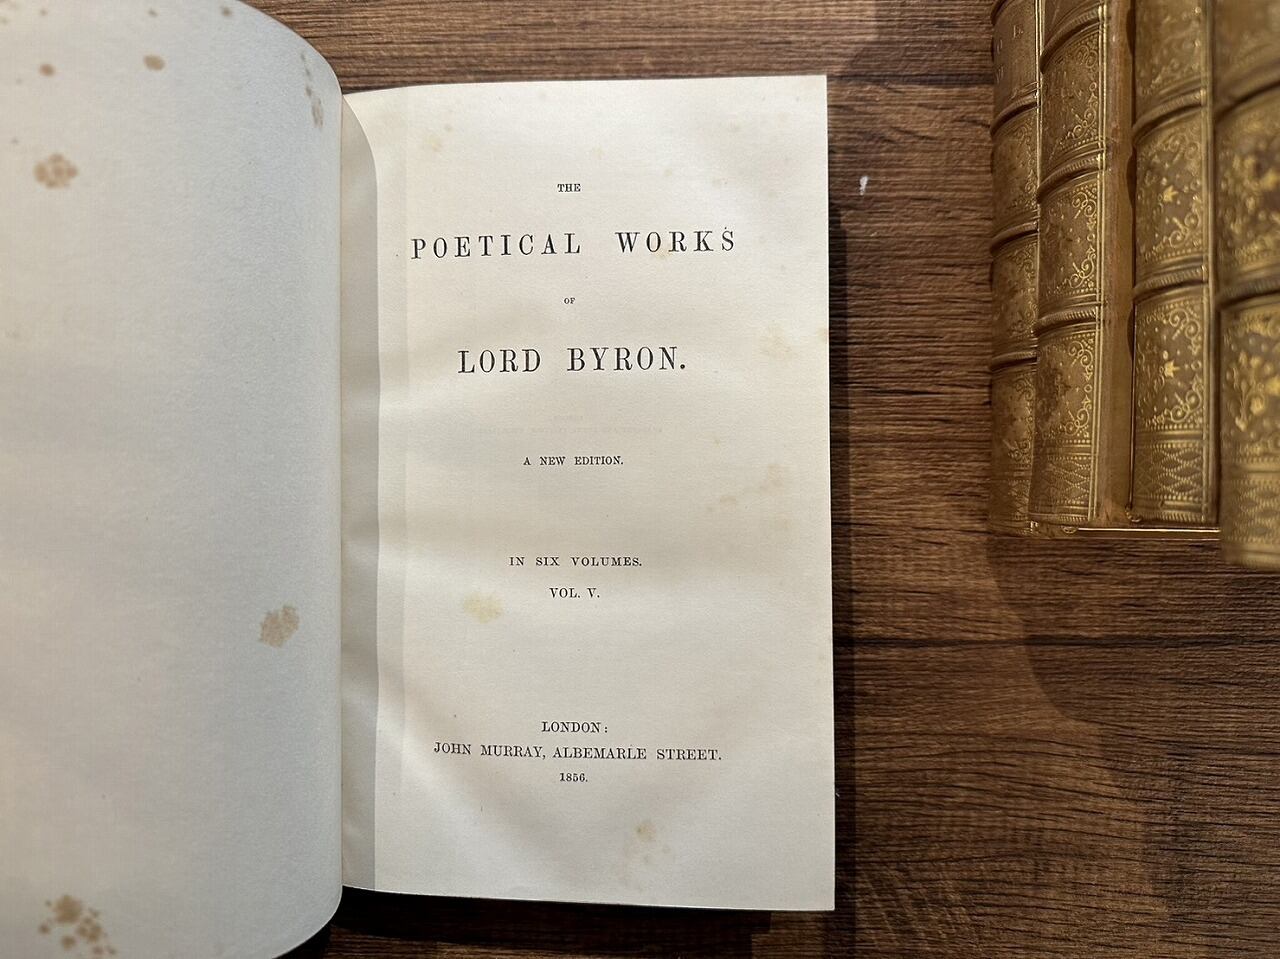 THE
POETICAL WORKS
OF
LORD BYRON.
A NEW EDITION.
IN SIX VOLUMES.
VOL. V.
LONDON:
JOHN MURRAY, ALBEMARLE STREET.
1856.